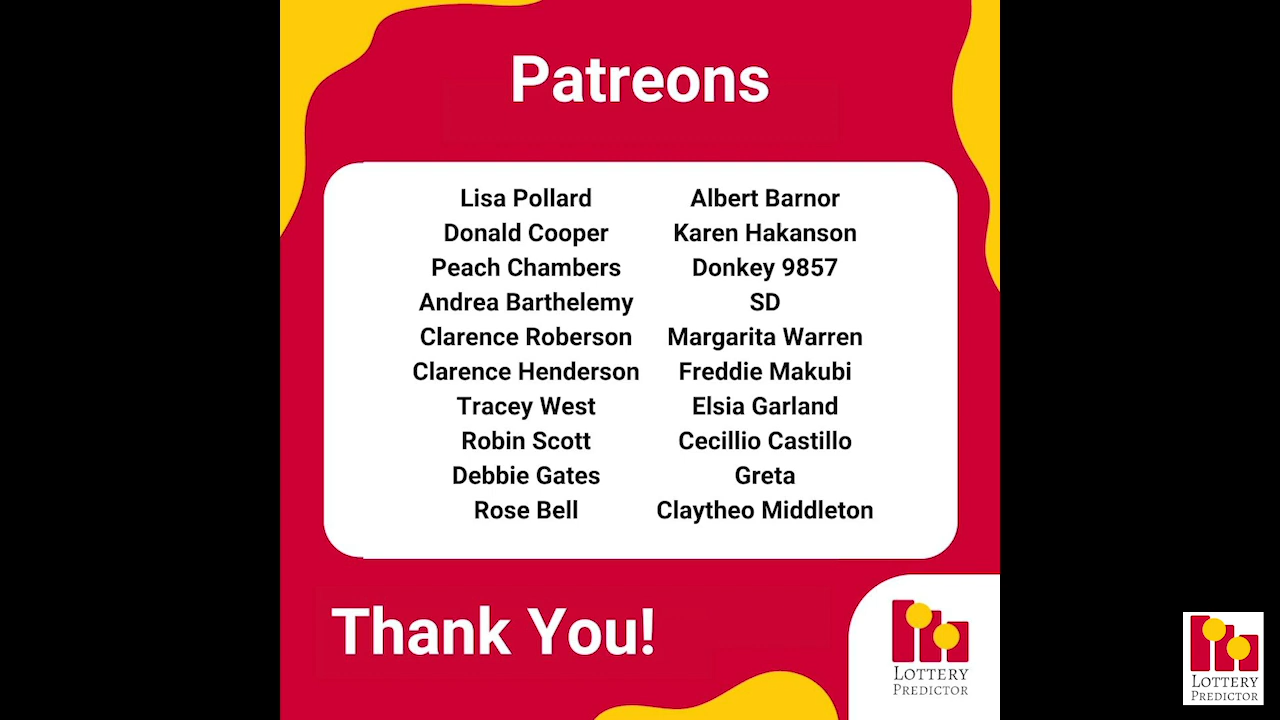 Patreons
Lisa Pollard
Donald Cooper
Peach Chambers
Andrea Barthelemy
Clarence Roberson
Clarence Henderson
Tracey West
Robin Scott
Debbie Gates
Rose Bell
Albert Barnor
Karen Hakanson
Donkey 9857
SD
Margarita Warren
Freddie Makubi
Elsia Garland
Cecillio Castillo
Greta
Claytheo Middleton
Thank You!
LOTTERY
PREDICTOR
LOTTERY
PREDICTOR